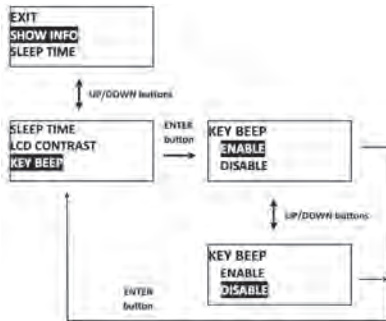 EXIT
SHOW INFO
SLEEP TIME
UP/DOWN buttons
SLEEP TIME
LCD CONTRAST
KEY BEEP
ENTER
button
KEY BEEP
ENABLE
DISABLE
UP/DOWN buttons
KEY BEEP
ENABLE
DISABLE
ENTER
button